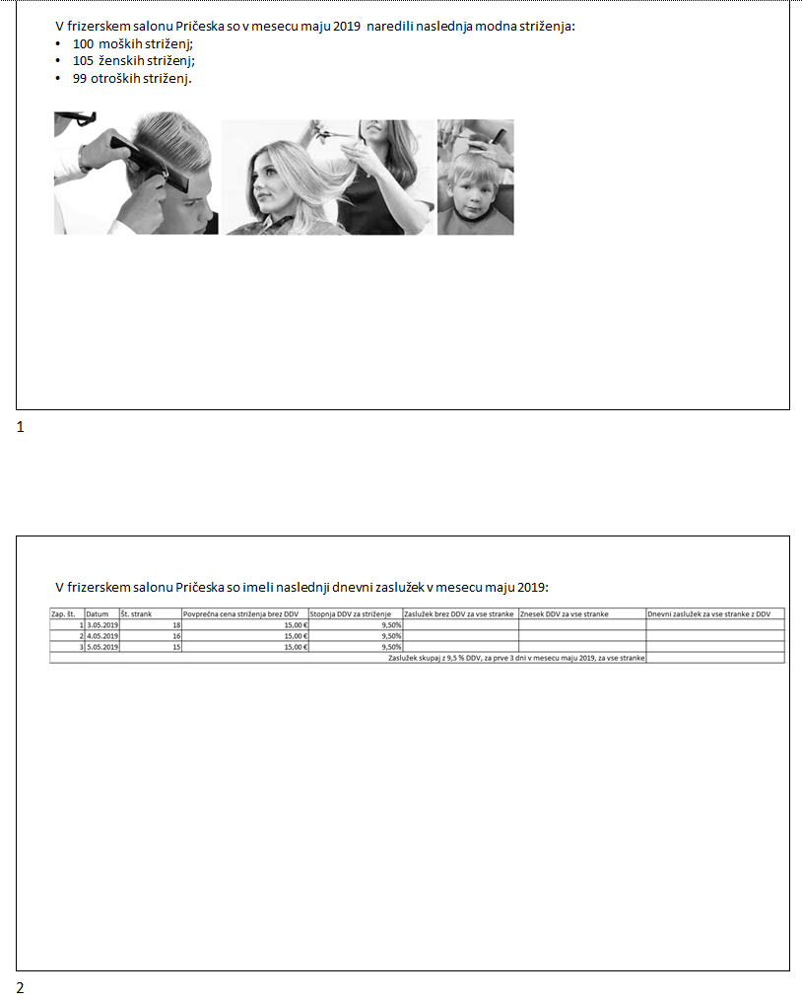 V frizerskem salonu Pričeska so v mesecu maju 2019 naredili naslednja modna striženja:
• 100 moških striženj;
• 105 ženskih striženj;
• 99 otroških striženj.
1
V frizerskem salonu Pričeska so imeli naslednji dnevni zaslužek v mesecu maju 2019:
Zap. št. Datum Št. strank Povprečna cena striženja brez DDV Stopnja DDV za striženje Zaslužek brez DDV za vse stranke Znesek DDV za vse stranke Dnevni zaslužek za vse stranke z DDV
1 3.05.2019 18 15,00 € 9,50%
2 4.05.2019 16 15,00 € 9,50%
3 5.05.2019 15 15,00 € 9,50%
Zaslužek skupaj z 9,5 % DDV, za prve 3 dni v mesecu maju 2019, za vse stranke
2